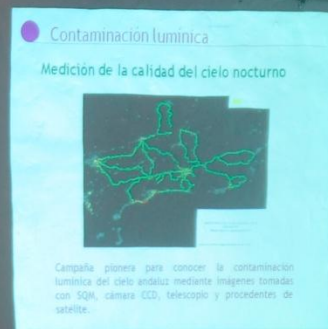 Contaminación lumínica
Medición de la calidad del cielo nocturno
Campaña pionera para conocer la contaminación
lumínica del cielo andaluz mediante imágenes tomadas
con SQM, cámara CCD, telescopio y procedentes de
satélite.